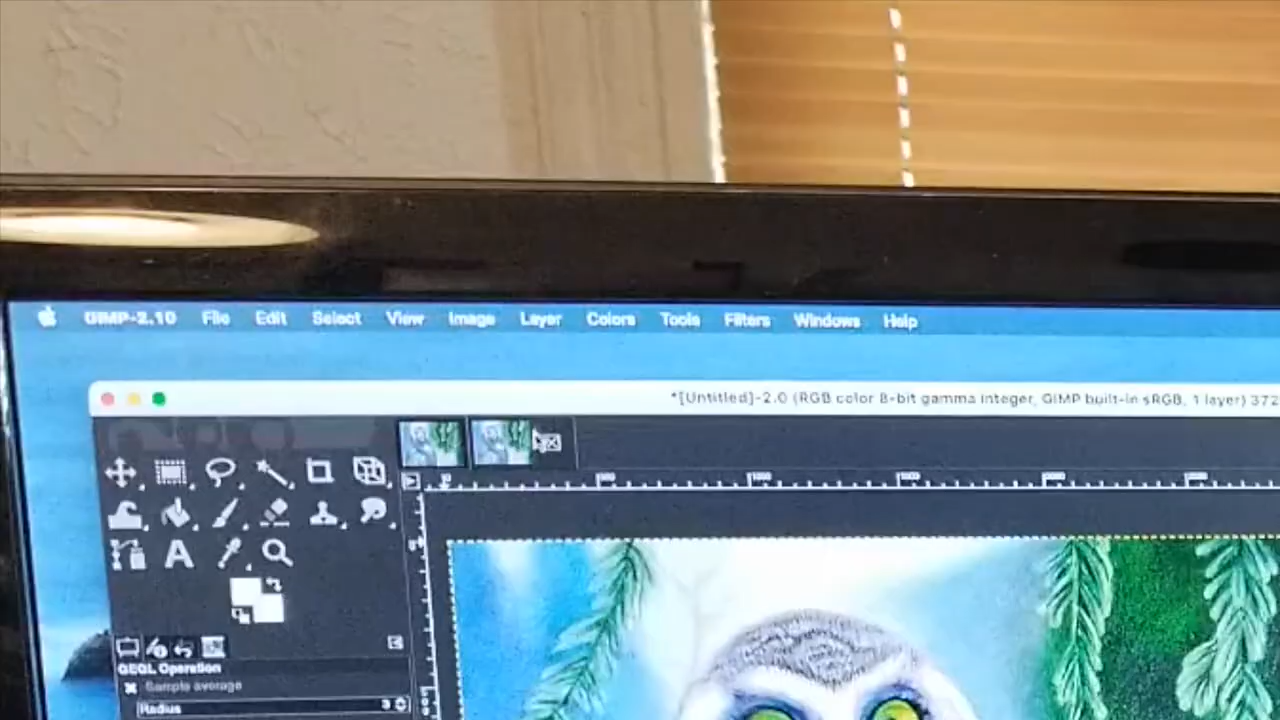 GIMP-2.10 File Edit Select View Image Layer Colors Tools Filters Windows Help
*[Untitled]-2.0 (RGB color 8-bit gamma integer, GIMP built-in sRGB, 1 layer) 372
GEGL Operation
Sample average
Radius 3